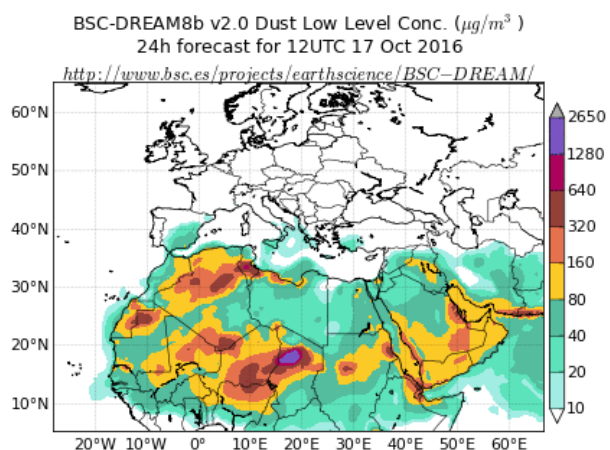 BSC-DREAM8b v2.0 Dust Low Level Conc. (μg/m³ )
24h forecast for 12UTC 17 Oct 2016
http://www.bsc.es/projects/earthscience/BSC−DREAM/
60°N
50°N
40°N
30°N
20°N
10°N
20°W 10°W 0° 10°E 20°E 30°E 40°E 50°E 60°E
2650
1280
640
320
160
80
40
20
10